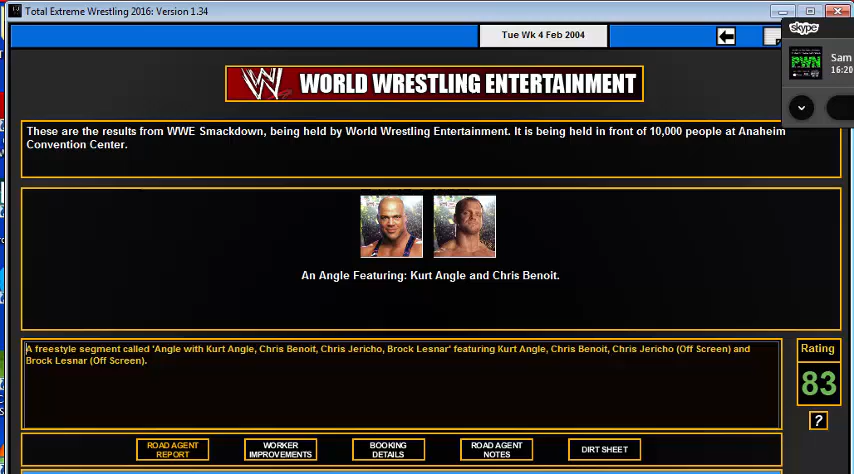 Total Extreme Wrestling 2016: Version 1.34
Tue Wk 4 Feb 2004
skype
PWN
Sam
16:20
W WORLD WRESTLING ENTERTAINMENT
These are the results from WWE Smackdown, being held by World Wrestling Entertainment. It is being held in front of 10,000 people at Anaheim
Convention Center.
An Angle Featuring: Kurt Angle and Chris Benoit.
A freestyle segment called 'Angle with Kurt Angle, Chris Benoit, Chris Jericho, Brock Lesnar' featuring Kurt Angle, Chris Benoit, Chris Jericho (Off Screen) and
Brock Lesnar (Off Screen).
Rating
83
?
ROAD AGENT
REPORT
WORKER
IMPROVEMENTS
BOOKING
DETAILS
ROAD AGENT
NOTES
DIRT SHEET